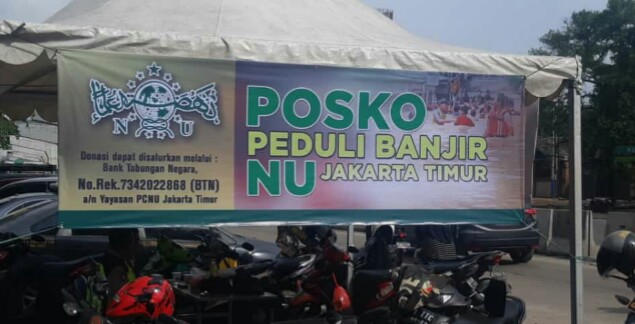 NU
Donasi dapat disalurkan melalui :
Bank Tabungan Negara,
No.Rek.7342022868 (BTN)
a/n Yayasan PCNU Jakarta Timur
POSKO
PEDULI BANJIR
NU JAKARTA TIMUR